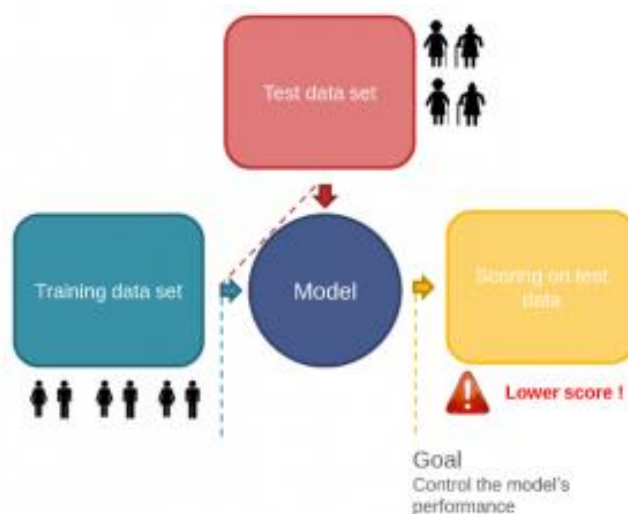 Test data set
Training data set
Model
Scoring on test
data
Lower score !
Goal
Control the model's
performance